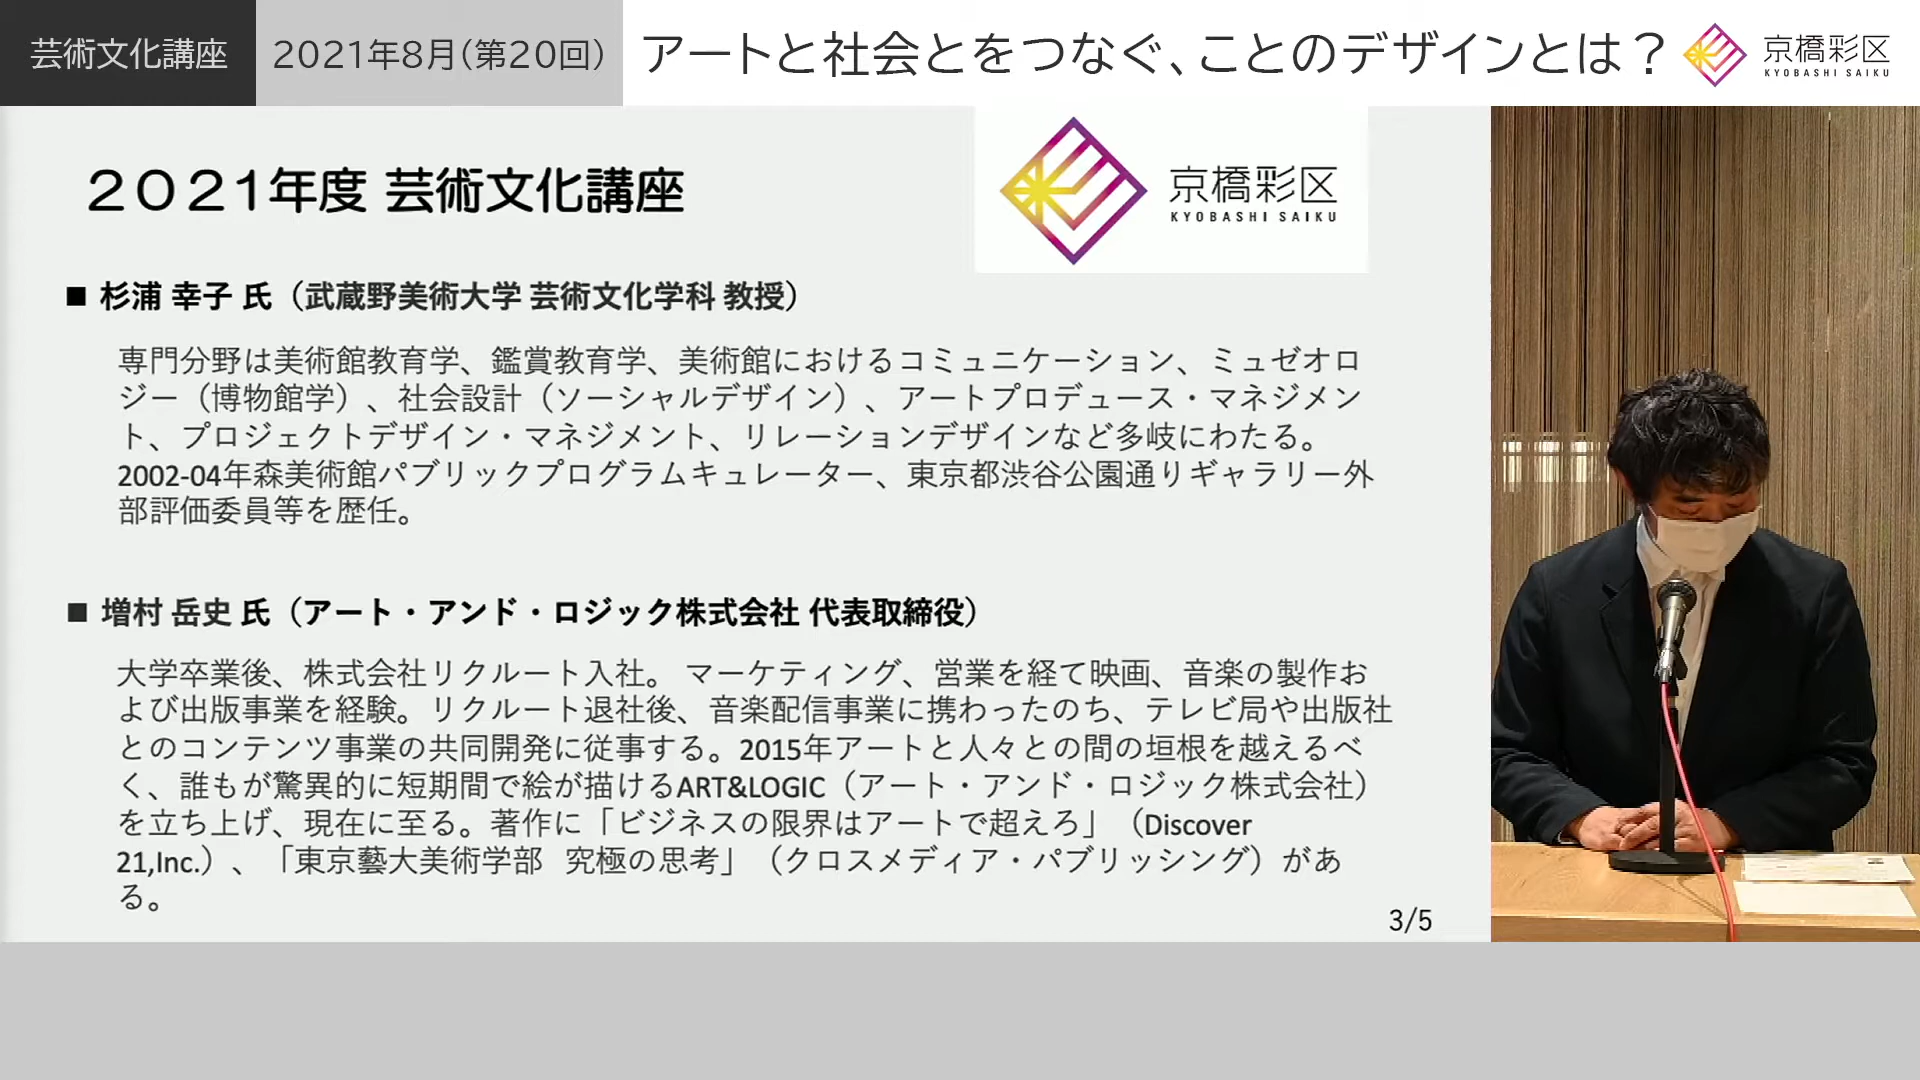 芸術文化講座
2021年8月(第20回)
アートと社会とをつなぐ、ことのデザインとは？
京橋彩区
KYOBASHI SAIKU
２０２１年度 芸術文化講座
京橋彩区
KYOBASHI SAIKU
■ 杉浦 幸子 氏（武蔵野美術大学 芸術文化学科 教授）
専門分野は美術館教育学、鑑賞教育学、美術館におけるコミュニケーション、ミュゼオロ
ジー（博物館学）、社会設計（ソーシャルデザイン）、アートプロデュース・マネジメン
ト、プロジェクトデザイン・マネジメント、リレーションデザインなど多岐にわたる。
2002-04年森美術館パブリックプログラムキュレーター、東京都渋谷公園通りギャラリー外
部評価委員等を歴任。
■ 増村 岳史 氏（アート・アンド・ロジック株式会社 代表取締役）
大学卒業後、株式会社リクルート入社。 マーケティング、営業を経て映画、音楽の製作お
よび出版事業を経験。リクルート退社後、音楽配信事業に携わったのち、テレビ局や出版社
とのコンテンツ事業の共同開発に従事する。2015年アートと人々との間の垣根を越えるべ
く、誰もが驚異的に短期間で絵が描けるART&LOGIC（アート・アンド・ロジック株式会社）
を立ち上げ、現在に至る。著作に「ビジネスの限界はアートで超えろ」（Discover
21,Inc.）、「東京藝大美術学部　究極の思考」（クロスメディア・パブリッシング）があ
る。
3/5